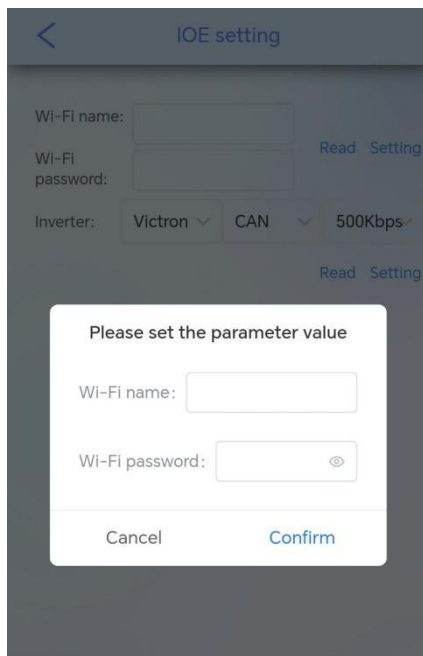 IOE setting
Wi-Fi name:
Read Setting
Wi-Fi
password:
Inverter: Victron CAN 500Kbps
Read Setting
Please set the parameter value
Wi-Fi name:
Wi-Fi password:
Cancel Confirm